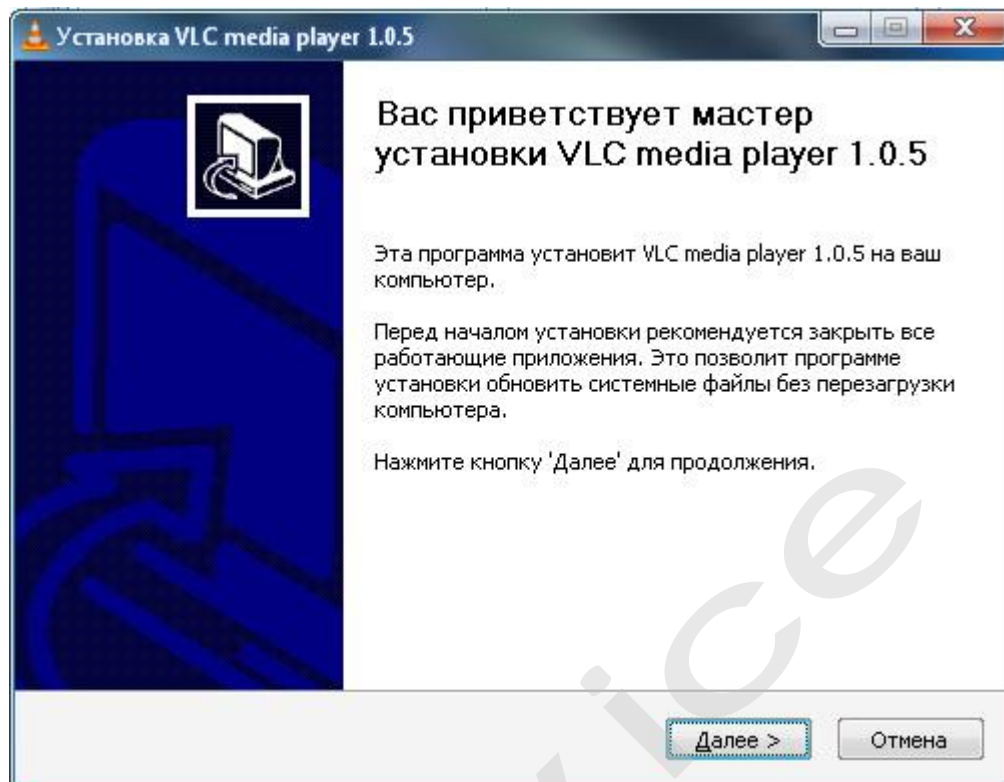 Установка VLC media player 1.0.5
Вас приветствует мастер
установки VLC media player 1.0.5
Эта программа установит VLC media player 1.0.5 на ваш
компьютер.
Перед началом установки рекомендуется закрыть все
работающие приложения. Это позволит программе
установки обновить системные файлы без перезагрузки
компьютера.
Нажмите кнопку 'Далее' для продолжения.
ice
Далее >
Отмена